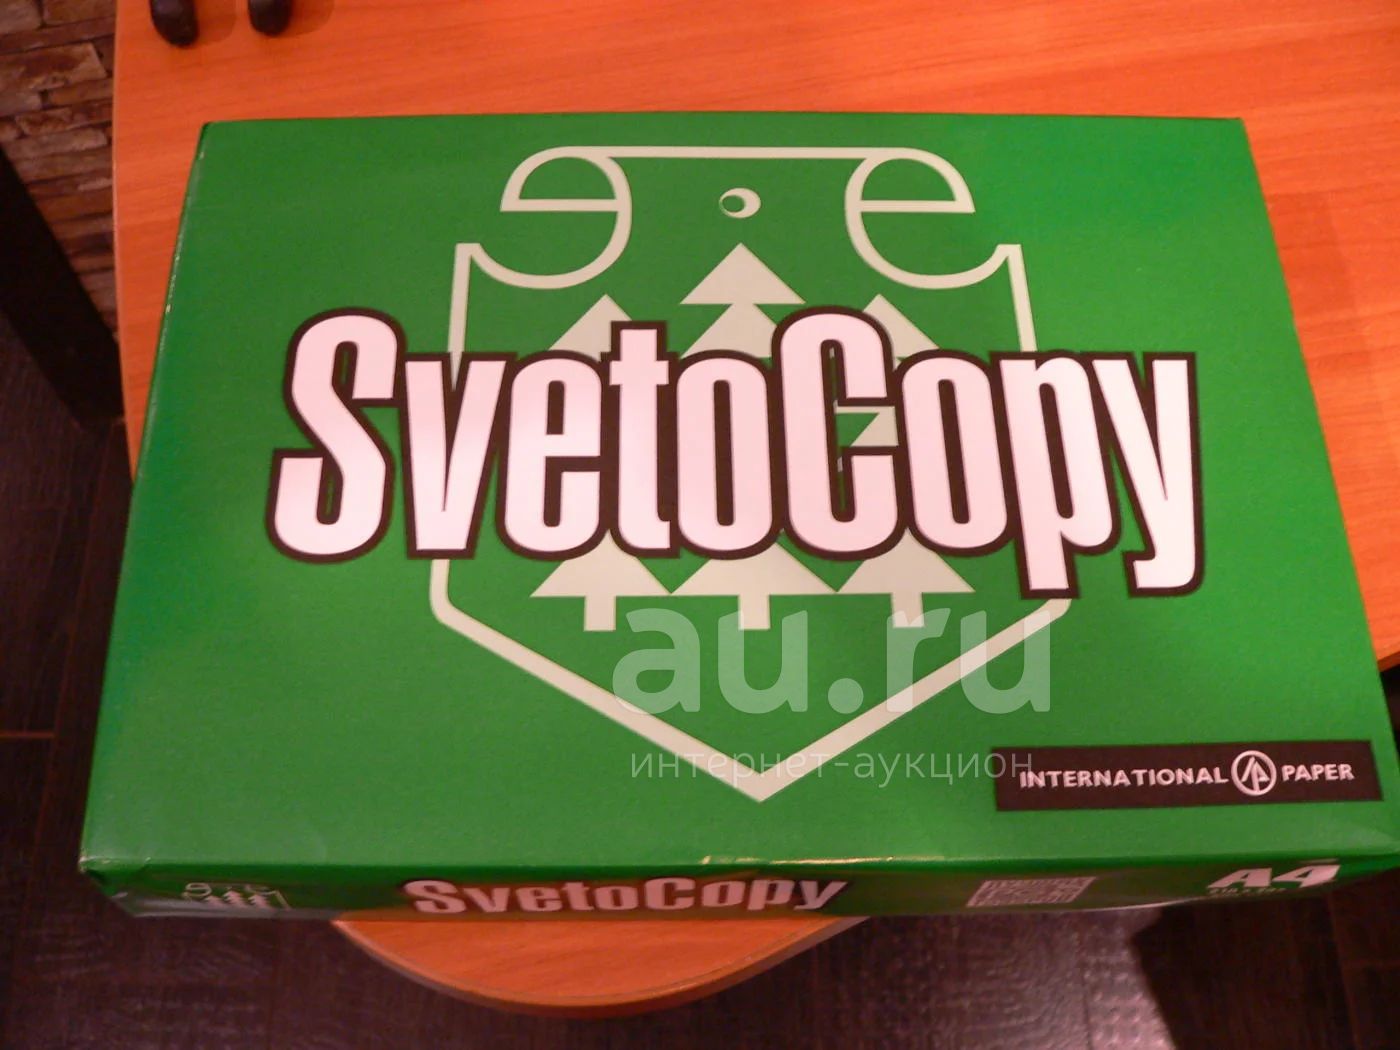 SvetoCopy
au.ru
интернет-аукцион
INTERNATIONAL PAPER
SvetoCopy
A4